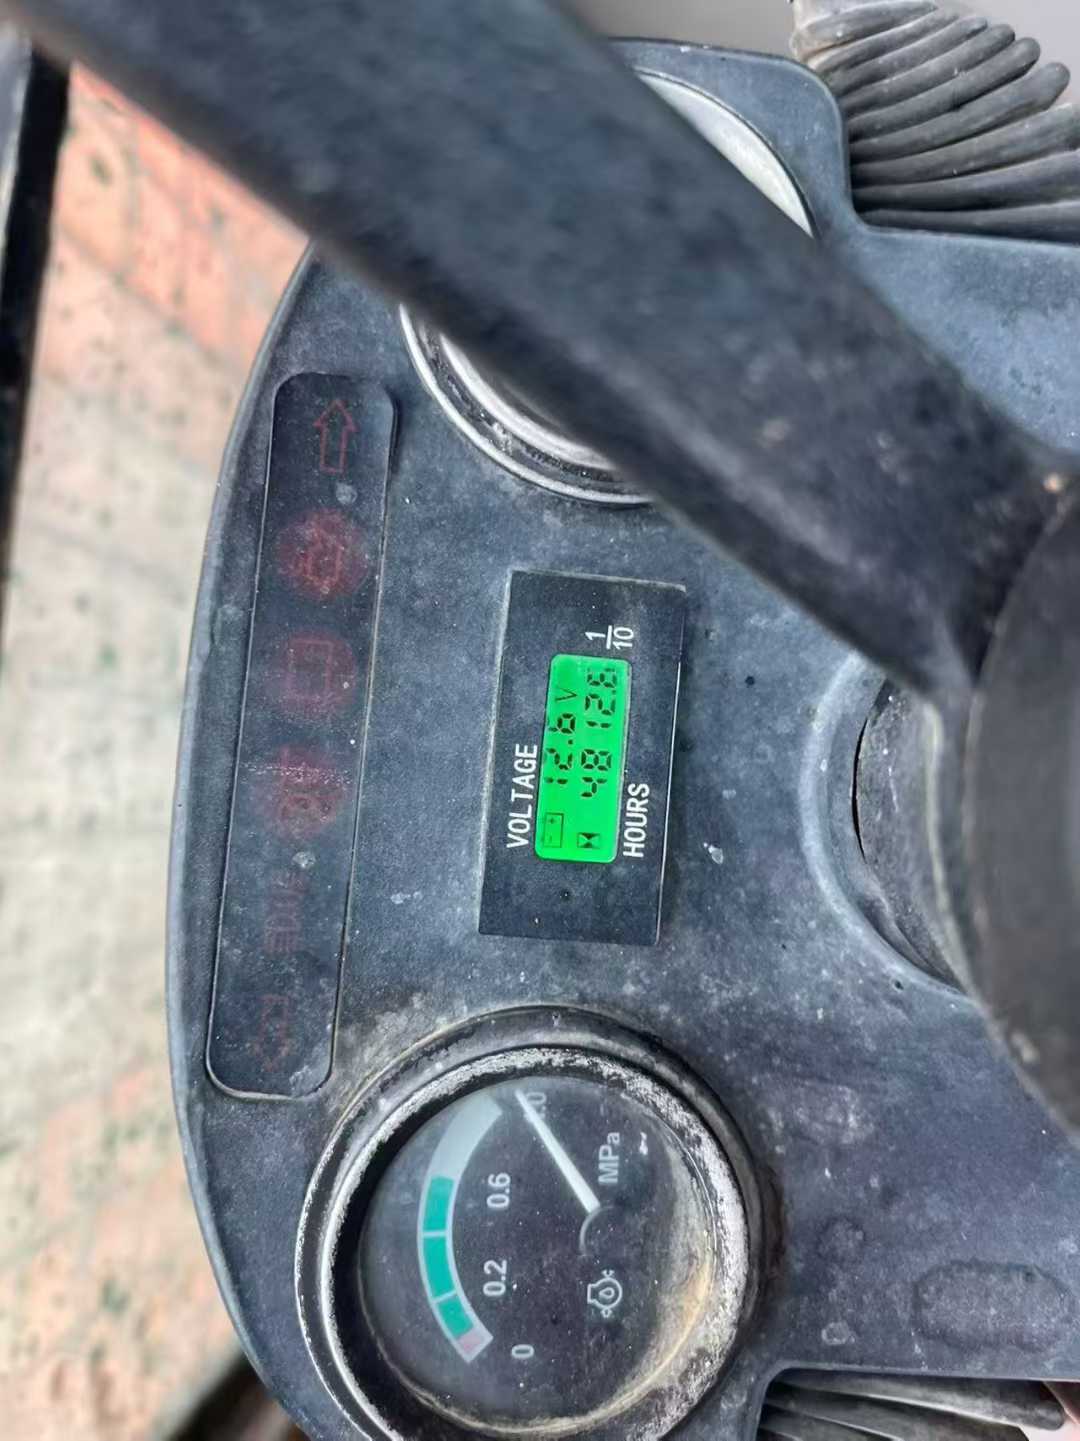 VOLTAGE
12.6 V
4812.8
1/10
HOURS
0
0.2
0.6
MPa